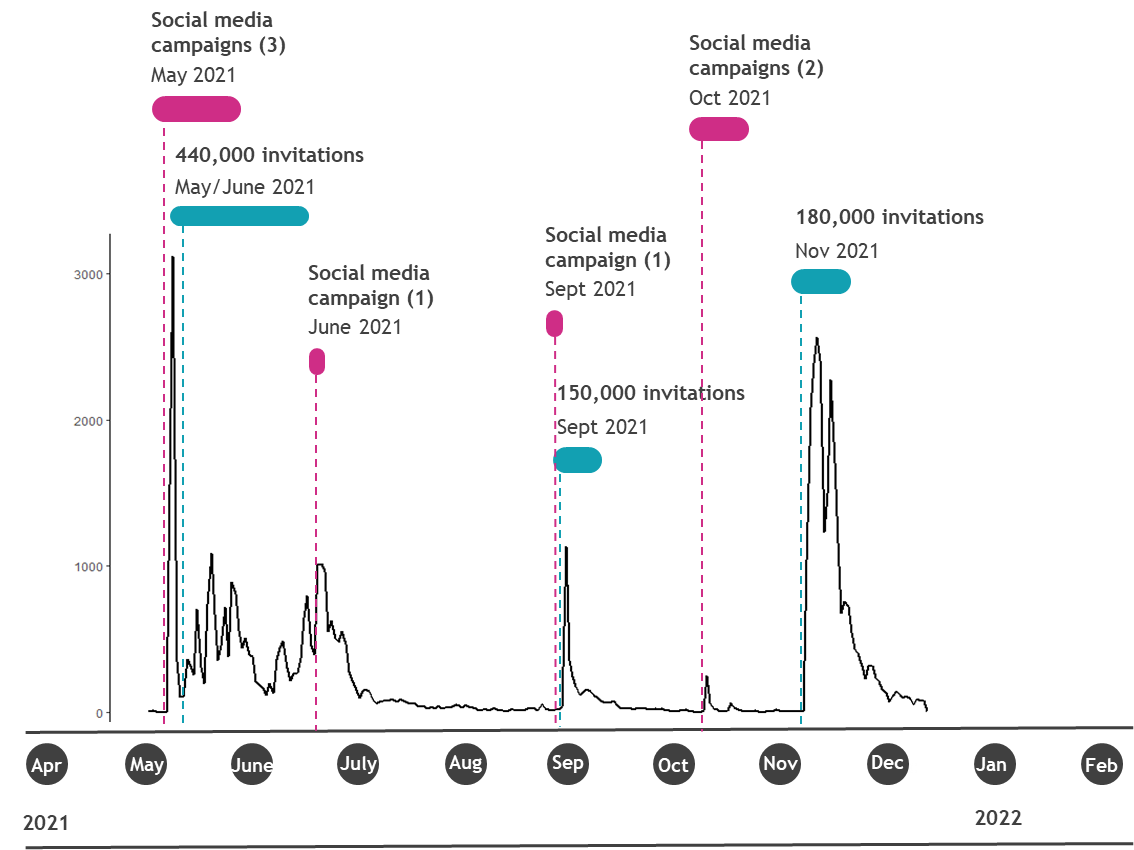 Social media
campaigns (3)
May 2021
440,000 invitations
May/June 2021
Social media
campaign (1)
June 2021
Social media
campaign (1)
Sept 2021
150,000 invitations
Sept 2021
Social media
campaigns (2)
Oct 2021
180,000 invitations
Nov 2021
3000
2000
1000
0
Apr May June July Aug Sep Oct Nov Dec Jan Feb
2021 2022